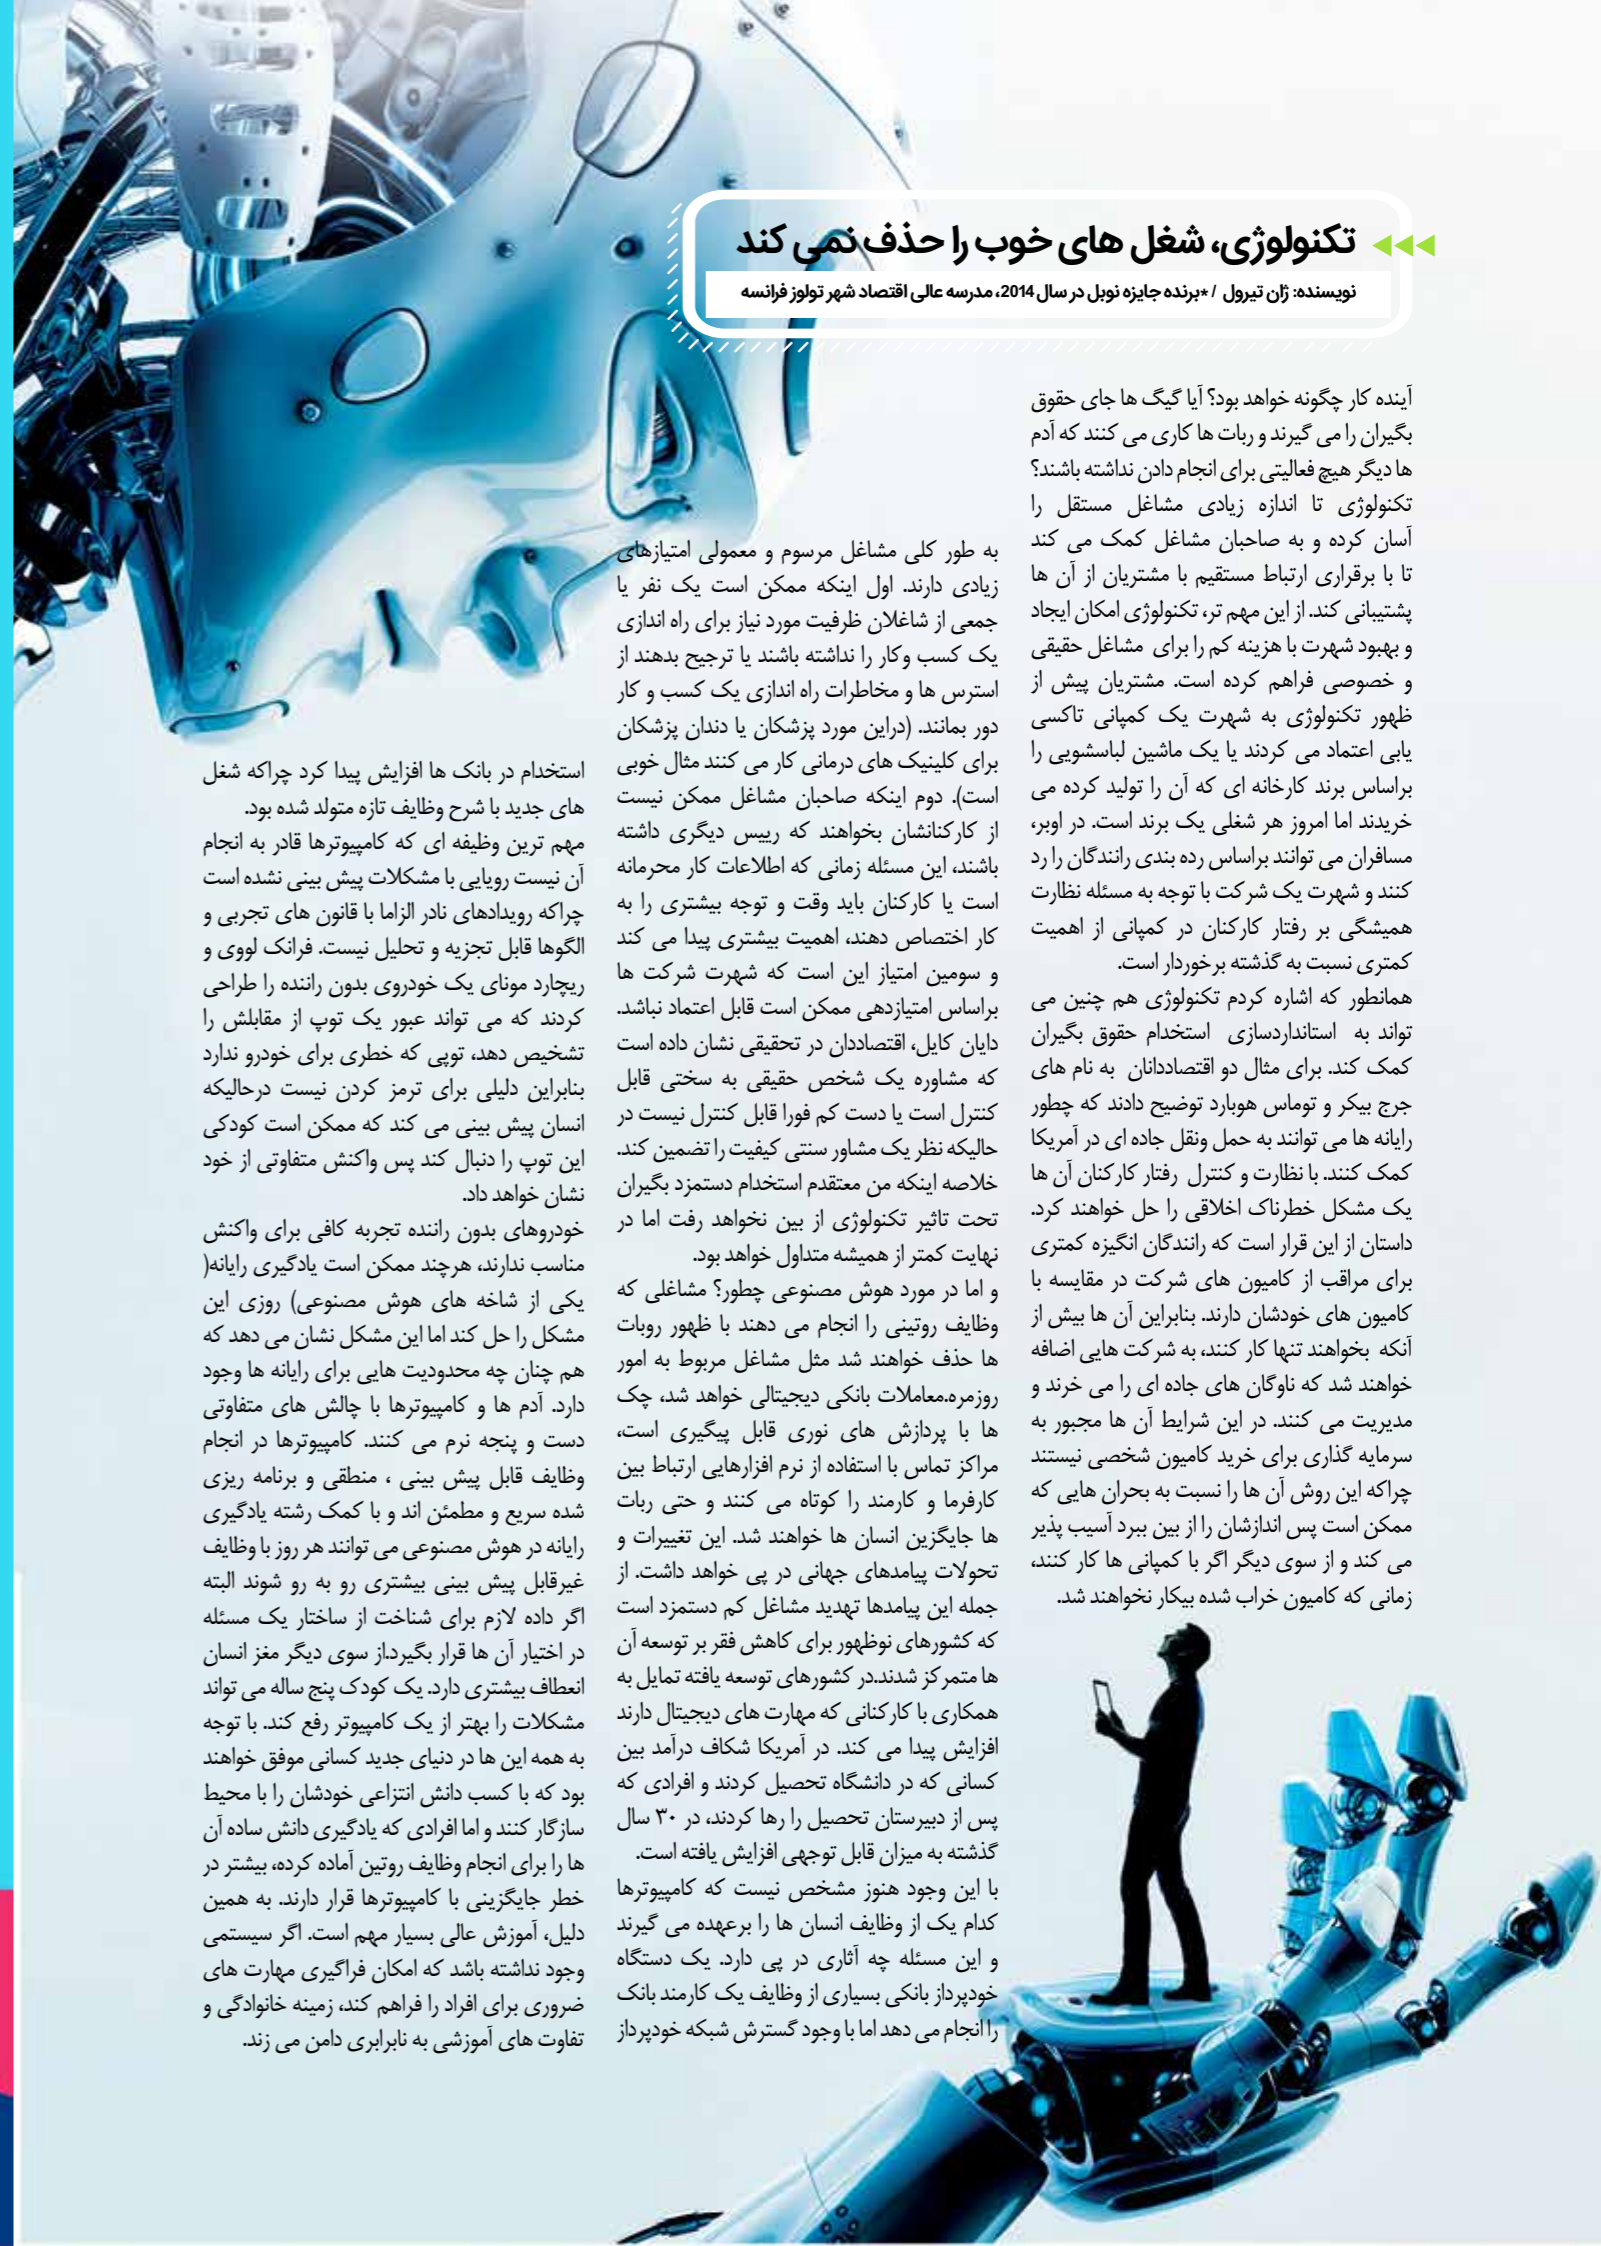 تکنولوژی، شغل های خوب را حذف نمی کند
نویسنده: ژان تیرول / *برنده جایزه نوبل در سال 2014، مدرسه عالی اقتصاد شهر تولوز فرانسه
آینده کار چگونه خواهد بود؟ آیا گیگ ها جای حقوق
بگیران را می گیرند و ربات ها کاری می کنند که آدم
ها دیگر هیچ فعالیتی برای انجام دادن نداشته باشند؟
تکنولوژی تا اندازه زیادی مشاغل مستقل را
آسان کرده و به صاحبان مشاغل کمک می کند
تا با برقراری ارتباط مستقیم با مشتریان از آن ها
پشتیبانی کند. از این مهم تر، تکنولوژی امکان ایجاد
و بهبود شهرت با هزینه کم را برای مشاغل حقیقی
و خصوصی فراهم کرده است. مشتریان پیش از
ظهور تکنولوژی به شهرت یک کمپانی تاکسی
یابی اعتماد می کردند یا یک ماشین لباسشویی را
براساس برند کارخانه ای که آن را تولید کرده می
خریدند اما امروز هر شغلی یک برند است. در اوبر،
مسافران می توانند براساس رده بندی رانندگان را رد
کنند و شهرت یک شرکت با توجه به مسئله نظارت
همیشگی بر رفتار کارکنان در کمپانی از اهمیت
کمتری نسبت به گذشته برخوردار است.
همانطور که اشاره کردم تکنولوژی هم چنین می
تواند به استانداردسازی استخدام حقوق بگیران
کمک کند. برای مثال دو اقتصاددانان به نام های
جرج بیکر و توماس هوبارد توضیح دادند که چطور
رایانه ها می توانند به حمل ونقل جاده ای در آمریکا
کمک کنند. با نظارت و کنترل رفتار کارکنان آن ها
یک مشکل خطرناک اخلاقی را حل خواهند کرد.
داستان از این قرار است که رانندگان انگیزه کمتری
برای مراقب از کامیون های شرکت در مقایسه با
کامیون های خودشان دارند. بنابراین آن ها بیش از
آنکه بخواهند تنها کار کنند، به شرکت هایی اضافه
خواهند شد که ناوگان های جاده ای را می خرند و
مدیریت می کنند. در این شرایط آن ها مجبور به
سرمایه گذاری برای خرید کامیون شخصی نیستند
چراکه این روش آن ها را نسبت به بحران هایی که
ممکن است پس اندازشان را از بین ببرد آسیب پذیر
می کند و از سوی دیگر اگر با کمپانی ها کار کنند،
زمانی که کامیون خراب شده بیکار نخواهند شد.
به طور کلی مشاغل مرسوم و معمولی امتیازهای
زیادی دارند. اول اینکه ممکن است یک نفر یا
جمعی از شاغلان ظرفیت مورد نیاز برای راه اندازی
یک کسب وکار را نداشته باشند یا ترجیح بدهند از
استرس ها و مخاطرات راه اندازی یک کسب و کار
دور بمانند. (دراین مورد پزشکان یا دندان پزشکان
برای کلینیک های درمانی کار می کنند مثال خوبی
است). دوم اینکه صاحبان مشاغل ممکن نیست
از کارکنانشان بخواهند که رییس دیگری داشته
باشند، این مسئله زمانی که اطلاعات کار محرمانه
است یا کارکنان باید وقت و توجه بیشتری را به
کار اختصاص دهند، اهمیت بیشتری پیدا می کند
و سومین امتیاز این است که شهرت شرکت ها
براساس امتیازدهی ممکن است قابل اعتماد نباشد.
دایان کایل، اقتصاددان در تحقیقی نشان داده است
که مشاوره یک شخص حقیقی به سختی قابل
کنترل است یا دست کم فورا قابل کنترل نیست در
حالیکه نظر یک مشاور سنتی کیفیت را تضمین کند.
خلاصه اینکه من معتقدم استخدام دستمزد بگیران
تحت تاثیر تکنولوژی از بین نخواهد رفت اما در
نهایت کمتر از همیشه متداول خواهد بود.
و اما در مورد هوش مصنوعی چطور؟ مشاغلی که
وظایف روتینی را انجام می دهند با ظهور روبات
ها حذف خواهند شد مثل مشاغل مربوط به امور
روزمره.معاملات بانکی دیجیتالی خواهد شد، چک
ها با پردازش های نوری قابل پیگیری است،
مراکز تماس با استفاده از نرم افزارهایی ارتباط بین
کارفرما و کارمند را کوتاه می کنند و حتی ربات
ها جایگزین انسان ها خواهند شد. این تغییرات و
تحولات پیامدهای جهانی در پی خواهد داشت. از
جمله این پیامدها تهدید مشاغل کم دستمزد است
که کشورهای نوظهور برای کاهش فقر بر توسعه آن
ها متمرکز شدند.در کشورهای توسعه یافته تمایل به
همکاری با کارکنانی که مهارت های دیجیتال دارند
افزایش پیدا می کند. در آمریکا شکاف درآمد بین
کسانی که در دانشگاه تحصیل کردند و افرادی که
پس از دبیرستان تحصیل را رها کردند، در ۳۰ سال
گذشته به میزان قابل توجهی افزایش یافته است.
با این وجود هنوز مشخص نیست که کامپیوترها
کدام یک از وظایف انسان ها را برعهده می گیرند
و این مسئله چه آثاری در پی دارد. یک دستگاه
خودپرداز بانکی بسیاری از وظایف یک کارمند بانک
را انجام می دهد اما با وجود گسترش شبکه خودپرداز
استخدام در بانک ها افزایش پیدا کرد چراکه شغل
های جدید با شرح وظایف تازه متولد شده بود.
مهم ترین وظیفه ای که کامپیوترها قادر به انجام
آن نیست رویایی با مشکلات پیش بینی نشده است
چراکه رویدادهای نادر الزاما با قانون های تجربی و
الگوها قابل تجزیه و تحلیل نیست. فرانک لووی و
ریچارد مونای یک خودروی بدون راننده را طراحی
کردند که می تواند عبور یک توپ از مقابلش را
تشخیص دهد، توپی که خطری برای خودرو ندارد
بنابراین دلیلی برای ترمز کردن نیست درحالیکه
انسان پیش بینی می کند که ممکن است کودکی
این توپ را دنبال کند پس واکنش متفاوتی از خود
نشان خواهد داد.
خودروهای بدون راننده تجربه کافی برای واکنش
مناسب ندارند، هرچند ممکن است یادگیری رایانه(
یکی از شاخه های هوش مصنوعی) روزی این
مشکل را حل کند اما این مشکل نشان می دهد که
هم چنان چه محدودیت هایی برای رایانه ها وجود
دارد. آدم ها و کامپیوترها با چالش های متفاوتی
دست و پنجه نرم می کنند. کامپیوترها در انجام
وظایف قابل پیش بینی ، منطقی و برنامه ریزی
شده سریع و مطمئن اند و با کمک رشته یادگیری
رایانه در هوش مصنوعی می توانند هر روز با وظایف
غیرقابل پیش بینی بیشتری رو به رو شوند البته
اگر داده لازم برای شناخت از ساختار یک مسئله
در اختیار آن ها قرار بگیرد.از سوی دیگر مغز انسان
انعطاف بیشتری دارد. یک کودک پنج ساله می تواند
مشکلات را بهتر از یک کامپیوتر رفع کند. با توجه
به همه این ها در دنیای جدید کسانی موفق خواهند
بود که با کسب دانش انتزاعی خودشان را با محیط
سازگار کنند و اما افرادی که یادگیری دانش ساده آن
ها را برای انجام وظایف روتین آماده کرده، بیشتر در
خطر جایگزینی با کامپیوترها قرار دارند. به همین
دلیل، آموزش عالی بسیار مهم است. اگر سیستمی
وجود نداشته باشد که امکان فراگیری مهارت های
ضروری برای افراد را فراهم کند، زمینه خانوادگی و
تفاوت های آموزشی به نابرابری دامن می زند.